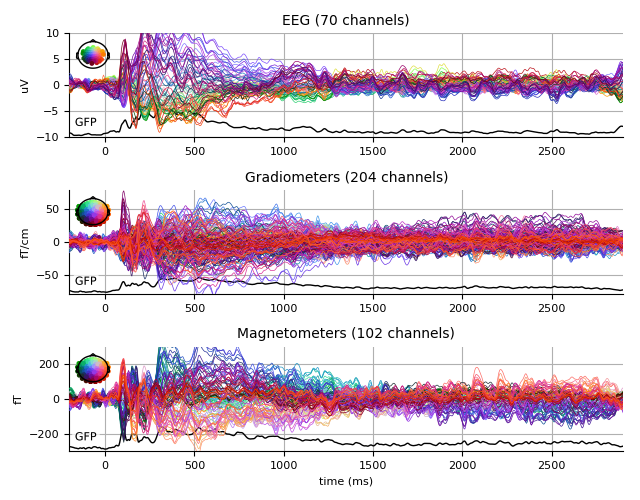 EEG (70 channels)
10
5
0
−5
−10
uV
GFP
0 500 1000 1500 2000 2500
Gradiometers (204 channels)
50
0
−50
fT/cm
GFP
0 500 1000 1500 2000 2500
Magnetometers (102 channels)
200
0
−200
fT
GFP
0 500 1000 1500 2000 2500
time (ms)